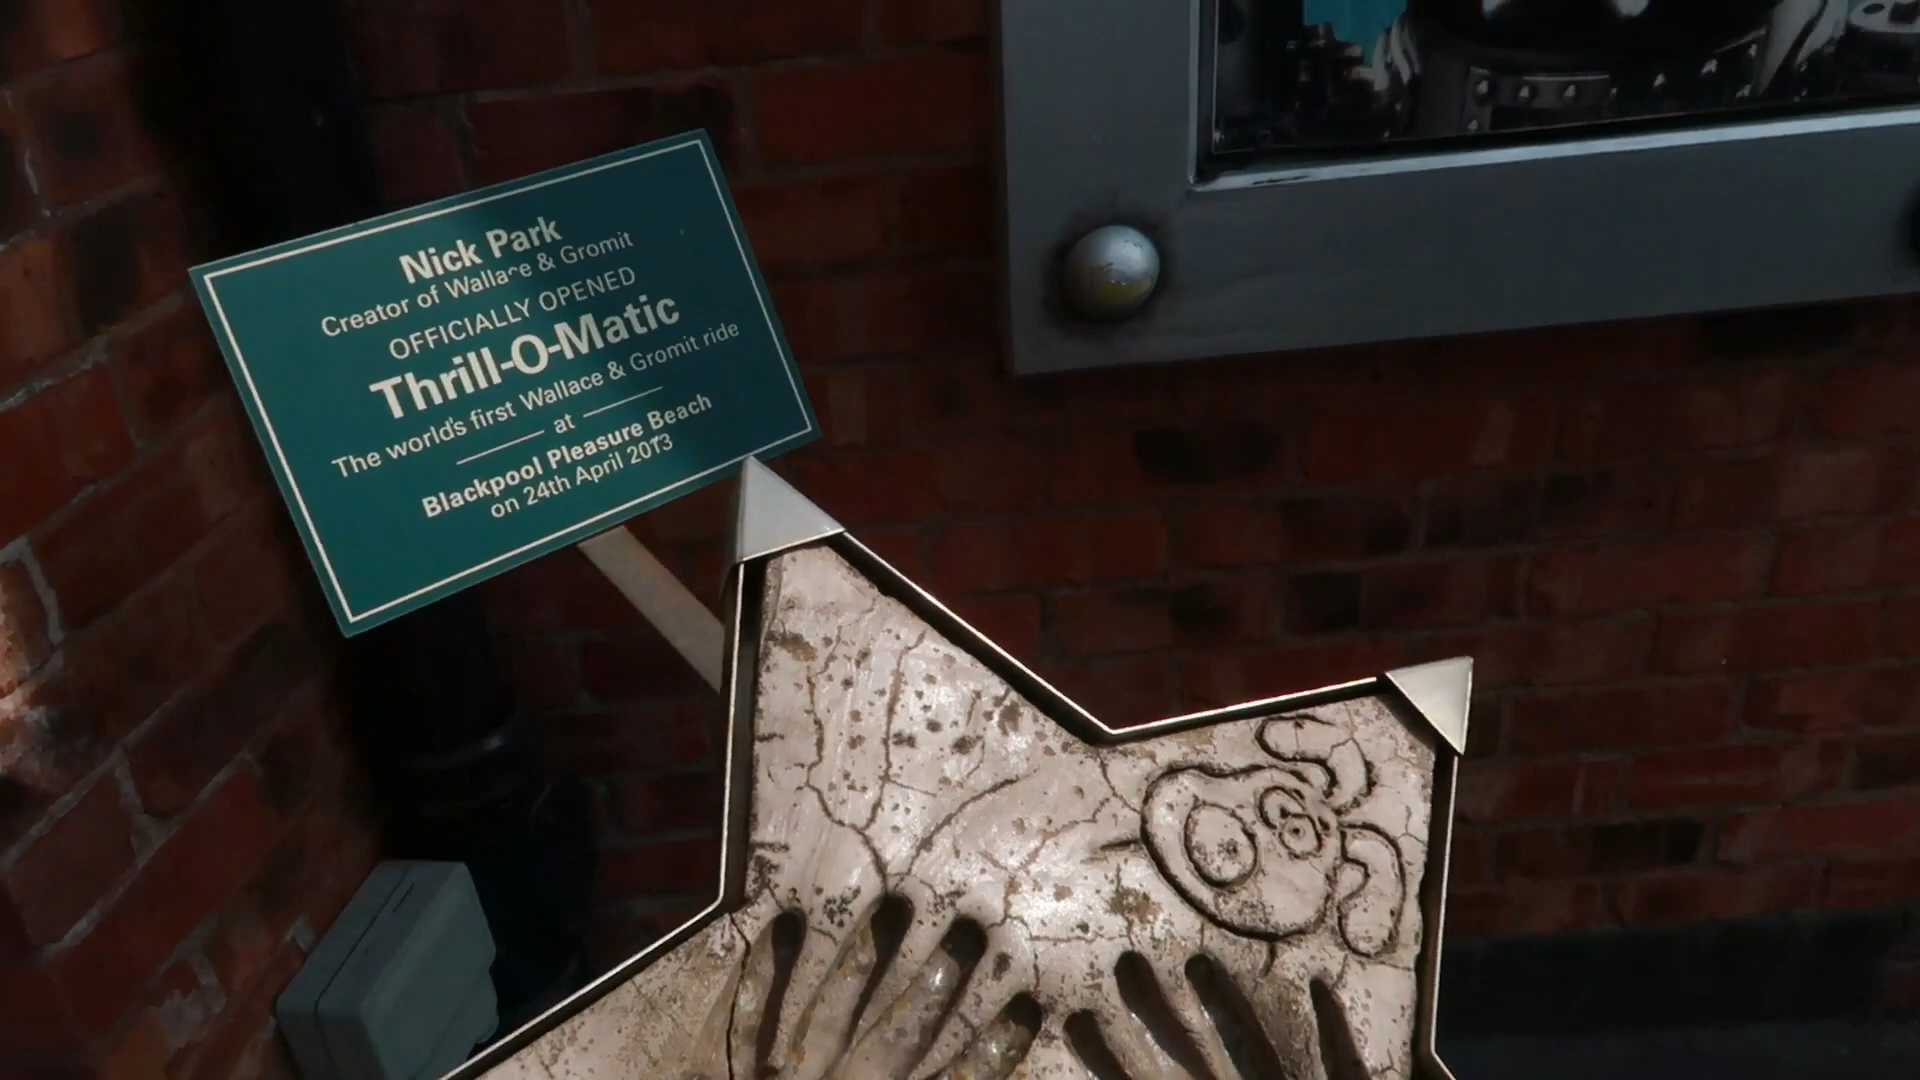 Nick Park
Creator of Wallace & Gromit
OFFICIALLY OPENED
Thrill-O-Matic
The world's first Wallace & Gromit ride
at
Blackpool Pleasure Beach
on 24th April 2013